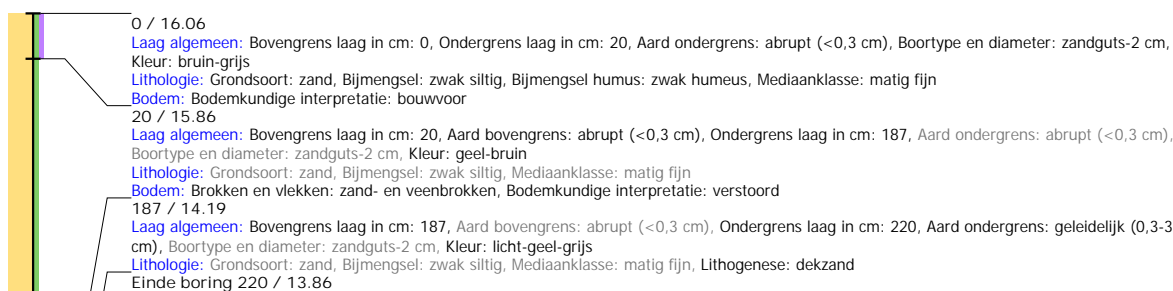 0 / 16.06
Laag algemeen: Bovengrens laag in cm: 0, Ondergrens laag in cm: 20, Aard ondergrens: abrupt (<0,3 cm), Boortype en diameter: zandguts-2 cm,
Kleur: bruin-grijs
Lithologie: Grondsoort: zand, Bijmengsel: zwak siltig, Bijmengsel humus: zwak humeus, Mediaanklasse: matig fijn
Bodem: Bodemkundige interpretatie: bouwvoor
20 / 15.86
Laag algemeen: Bovengrens laag in cm: 20, Aard bovengrens: abrupt (<0,3 cm), Ondergrens laag in cm: 187, Aard ondergrens: abrupt (<0,3 cm),
Boortype en diameter: zandguts-2 cm, Kleur: geel-bruin
Lithologie: Grondsoort: zand, Bijmengsel: zwak siltig, Mediaanklasse: matig fijn
Bodem: Brokken en vlekken: zand- en veenbrokken, Bodemkundige interpretatie: verstoord
187 / 14.19
Laag algemeen: Bovengrens laag in cm: 187, Aard bovengrens: abrupt (<0,3 cm), Ondergrens laag in cm: 220, Aard ondergrens: geleidelijk (0,3-3
cm), Boortype en diameter: zandguts-2 cm, Kleur: licht-geel-grijs
Lithologie: Grondsoort: zand, Bijmengsel: zwak siltig, Mediaanklasse: matig fijn, Lithogenese: dekzand
Einde boring 220 / 13.86